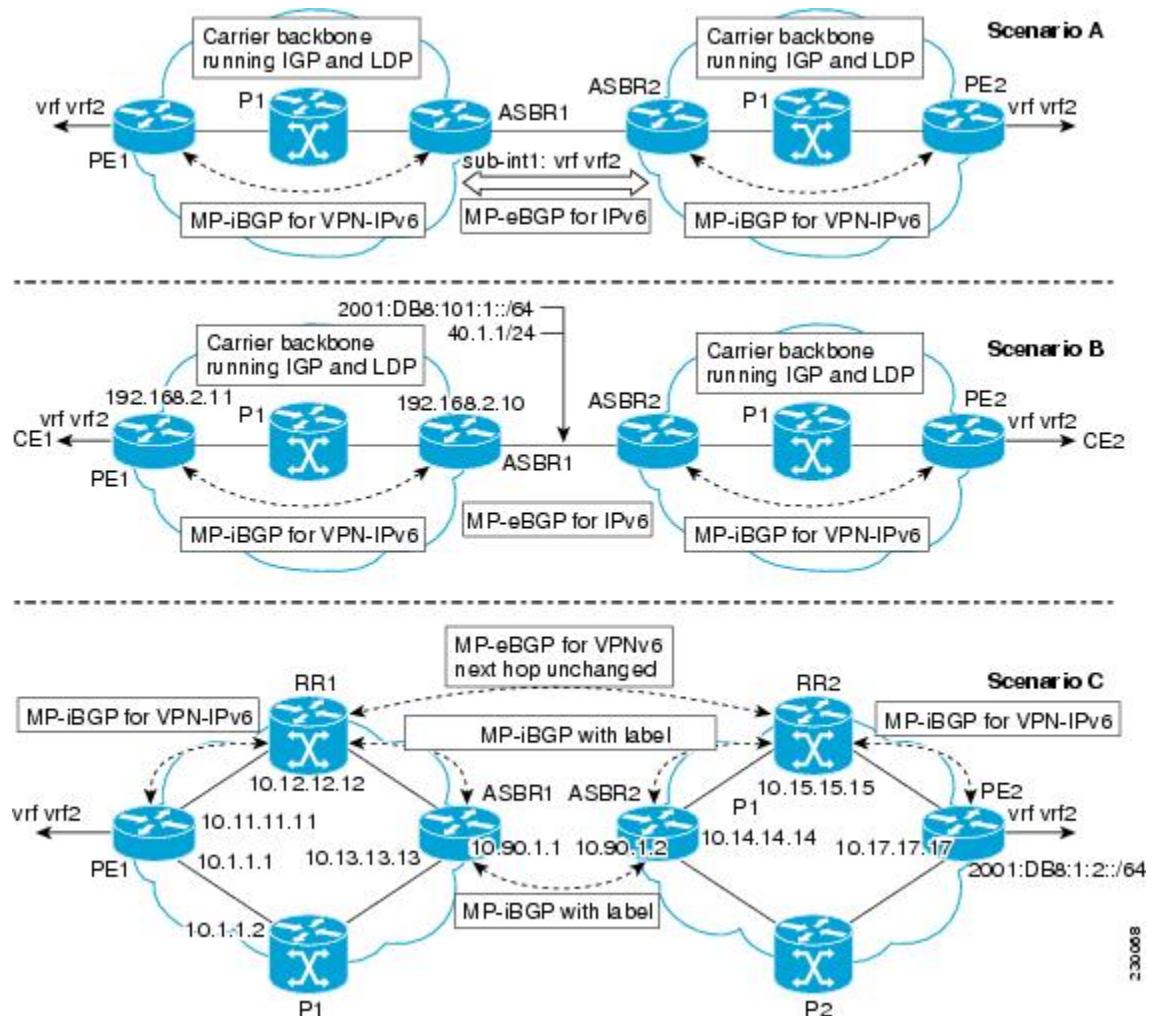 Scenario A
Carrier backbone
running IGP and LDP
Carrier backbone
running IGP and LDP
vrf vrf2
P1
ASBR1
ASBR2
P1
PE2
vrf vrf2
PE1
sub-int1: vrf vrf2
MP-iBGP for VPN-IPv6
MP-eBGP for IPv6
MP-iBGP for VPN-IPv6
2001:DB8:101:1::/64
40.1.1/24
Scenario B
Carrier backbone
running IGP and LDP
Carrier backbone
running IGP and LDP
192.168.2.11
P1
192.168.2.10
ASBR2
P1
PE2
vrf vrf2
CE1
vrf vrf2
CE2
PE1
ASBR1
MP-iBGP for VPN-IPv6
MP-eBGP for IPv6
MP-iBGP for VPN-IPv6
MP-eBGP for VPNv6
next hop unchanged
Scenario C
RR1
RR2
MP-iBGP for VPN-IPv6
MP-iBGP with label
MP-iBGP for VPN-IPv6
10.12.12.12
10.15.15.15
ASBR1
ASBR2
P1
PE2
vrf vrf2
10.11.11.11
10.90.1.1
10.90.1.2
10.14.14.14
vrf vrf2
PE1
10.1.1.1
10.13.13.13
10.17.17.17
2001:DB8:1:2::/64
MP-iBGP with label
10.1.1.2
P1
P2
230068